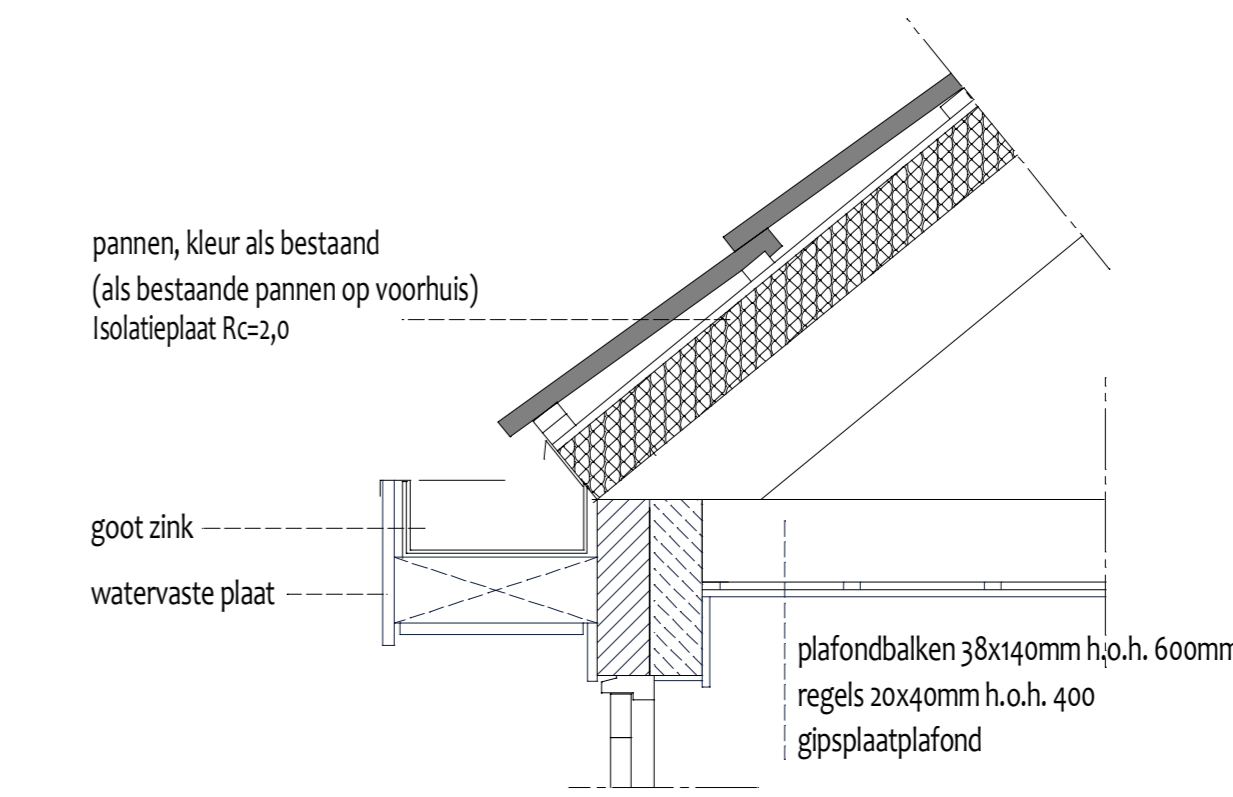 pannen, kleur als bestaand
(als bestaande pannen op voorhuis)
Isolatieplaat Rc=2,0
goot zink
watervaste plaat
plafondbalken 38x140mm h.o.h. 600mm
regels 20x40mm h.o.h. 400
gipsplaatplafond